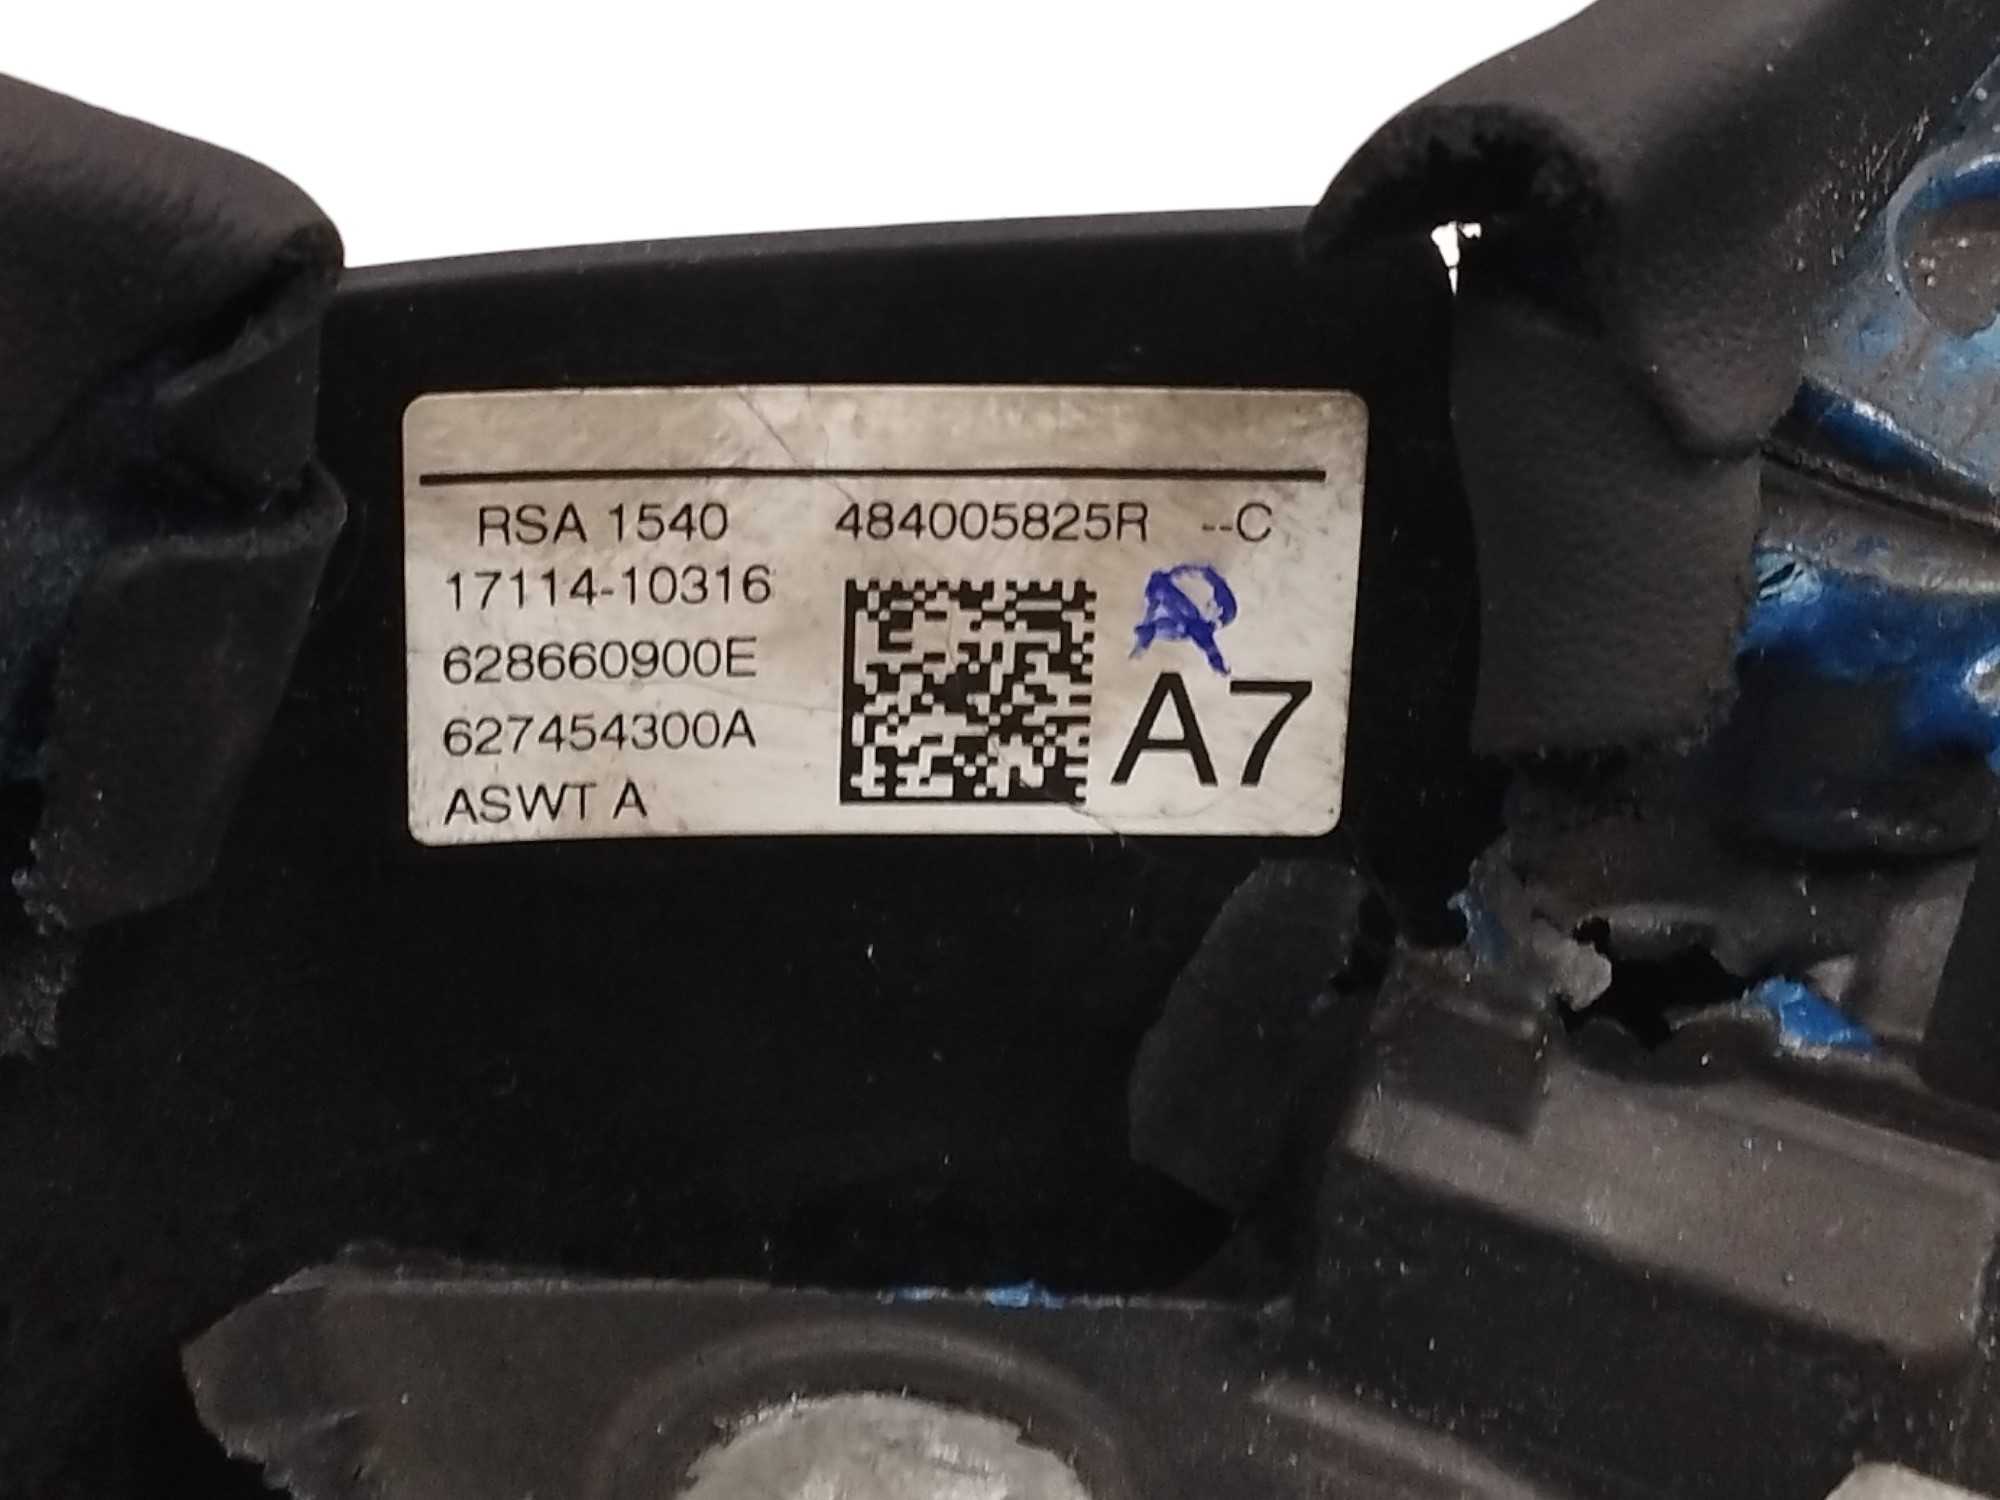 RSA 1540 484005825R --C
17114-10316
628660900E
627454300A
ASWT A
A7